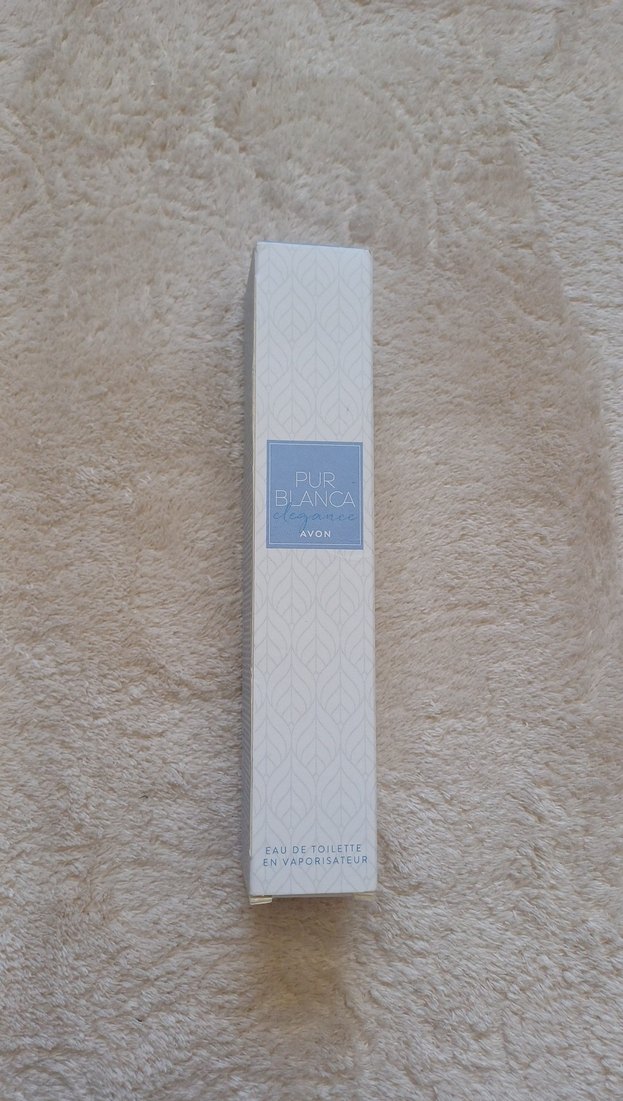 PUR
BLANCA
elegance
AVON
EAU DE TOILETTE
EN VAPORISATEUR